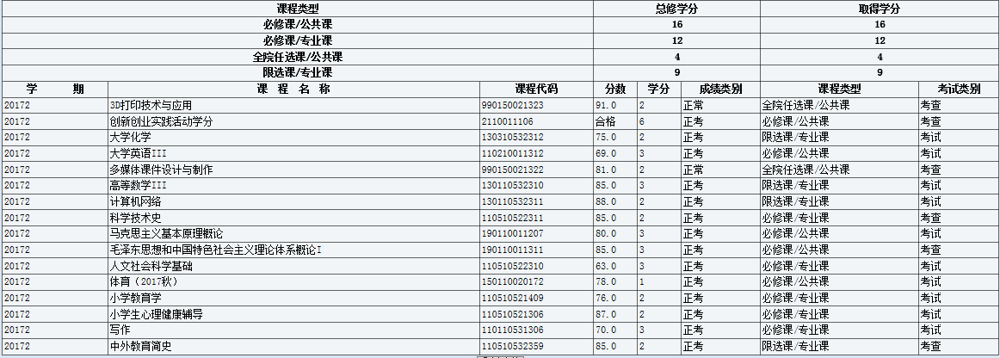 课程类型 总修学分 取得学分
必修课/公共课 16 16
必修课/专业课 12 12
全院任选课/公共课 4 4
限选课/专业课 9 9
学 期 课 程 名 称 课程代码 分数 学分 成绩类别 课程类型 考试类别
20172 3D打印技术与应用 990150021323 91.0 2 正常 全院任选课/公共课 考查
20172 创新创业实践活动学分 2110011106 合格 6 正考 必修课/公共课 考查
20172 大学化学 130310532312 75.0 2 正考 限选课/专业课 考试
20172 大学英语III 110210011312 69.0 3 正考 必修课/公共课 考试
20172 多媒体课件设计与制作 990150021322 81.0 2 正常 全院任选课/公共课 考查
20172 高等数学III 130110532310 85.0 3 正考 限选课/专业课 考试
20172 计算机网络 130110532311 88.0 2 正考 限选课/专业课 考试
20172 科学技术史 110510522311 85.0 2 正考 必修课/专业课 考查
20172 马克思主义基本原理概论 190110011207 80.0 3 正考 必修课/公共课 考试
20172 毛泽东思想和中国特色社会主义理论体系概论I 190110011311 85.0 3 正考 必修课/公共课 考查
20172 人文社会科学基础 110510522310 63.0 3 正考 必修课/专业课 考试
20172 体育（2017秋） 150110020172 78.0 1 正考 必修课/公共课 考试
20172 小学教育学 110510521409 76.0 2 正考 必修课/专业课 考试
20172 小学生心理健康辅导 110510521306 87.0 2 正考 必修课/专业课 考试
20172 写作 110110531306 70.0 3 正考 必修课/专业课 考试
20172 中外教育简史 110510532359 85.0 2 正考 限选课/专业课 考查